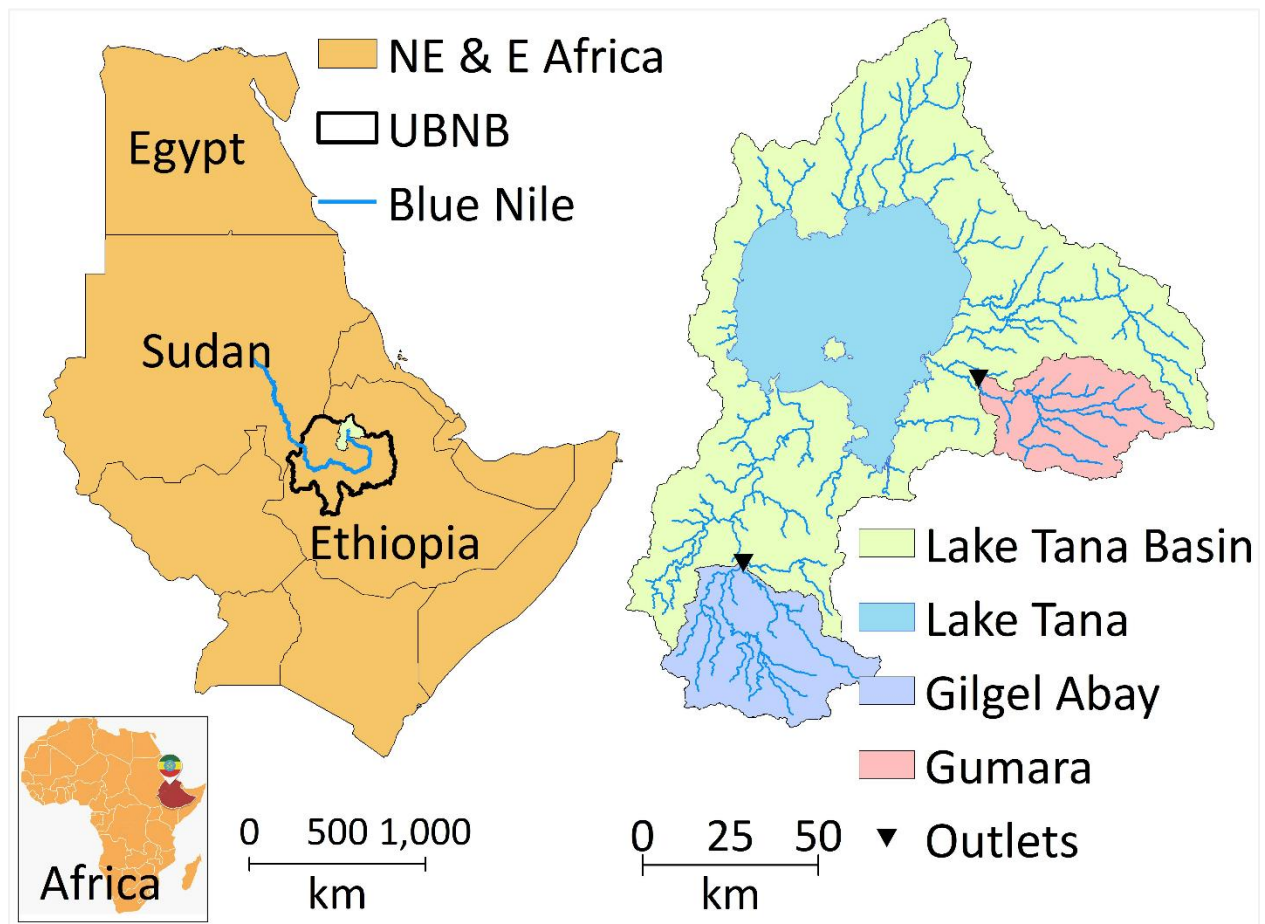 NE & E Africa
UBNB
Blue Nile
Egypt
Sudan
Ethiopia
Africa
0 500 1,000
km
Lake Tana Basin
Lake Tana
Gilgel Abay
Gumara
Outlets
0 25 50
km